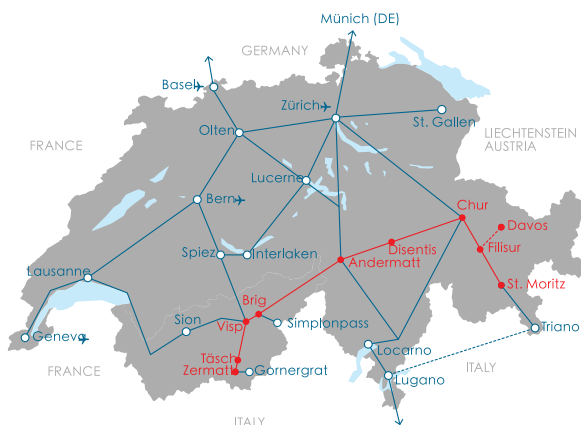 Münich (DE)
GERMANY
Basel
Zürich
St. Gallen
Olten
LIECHTENSTEIN
AUSTRIA
FRANCE
Lucerne
Bern
Chur
Davos
Spiez
Interlaken
Disentis
Filisur
Andermatt
Lausanne
St. Moritz
Brig
Sion
Visp
Simplonpass
Triano
Geneva
Locarno
Täsch
FRANCE
Zermatt
Gornergrat
ITALY
Lugano
ITALY